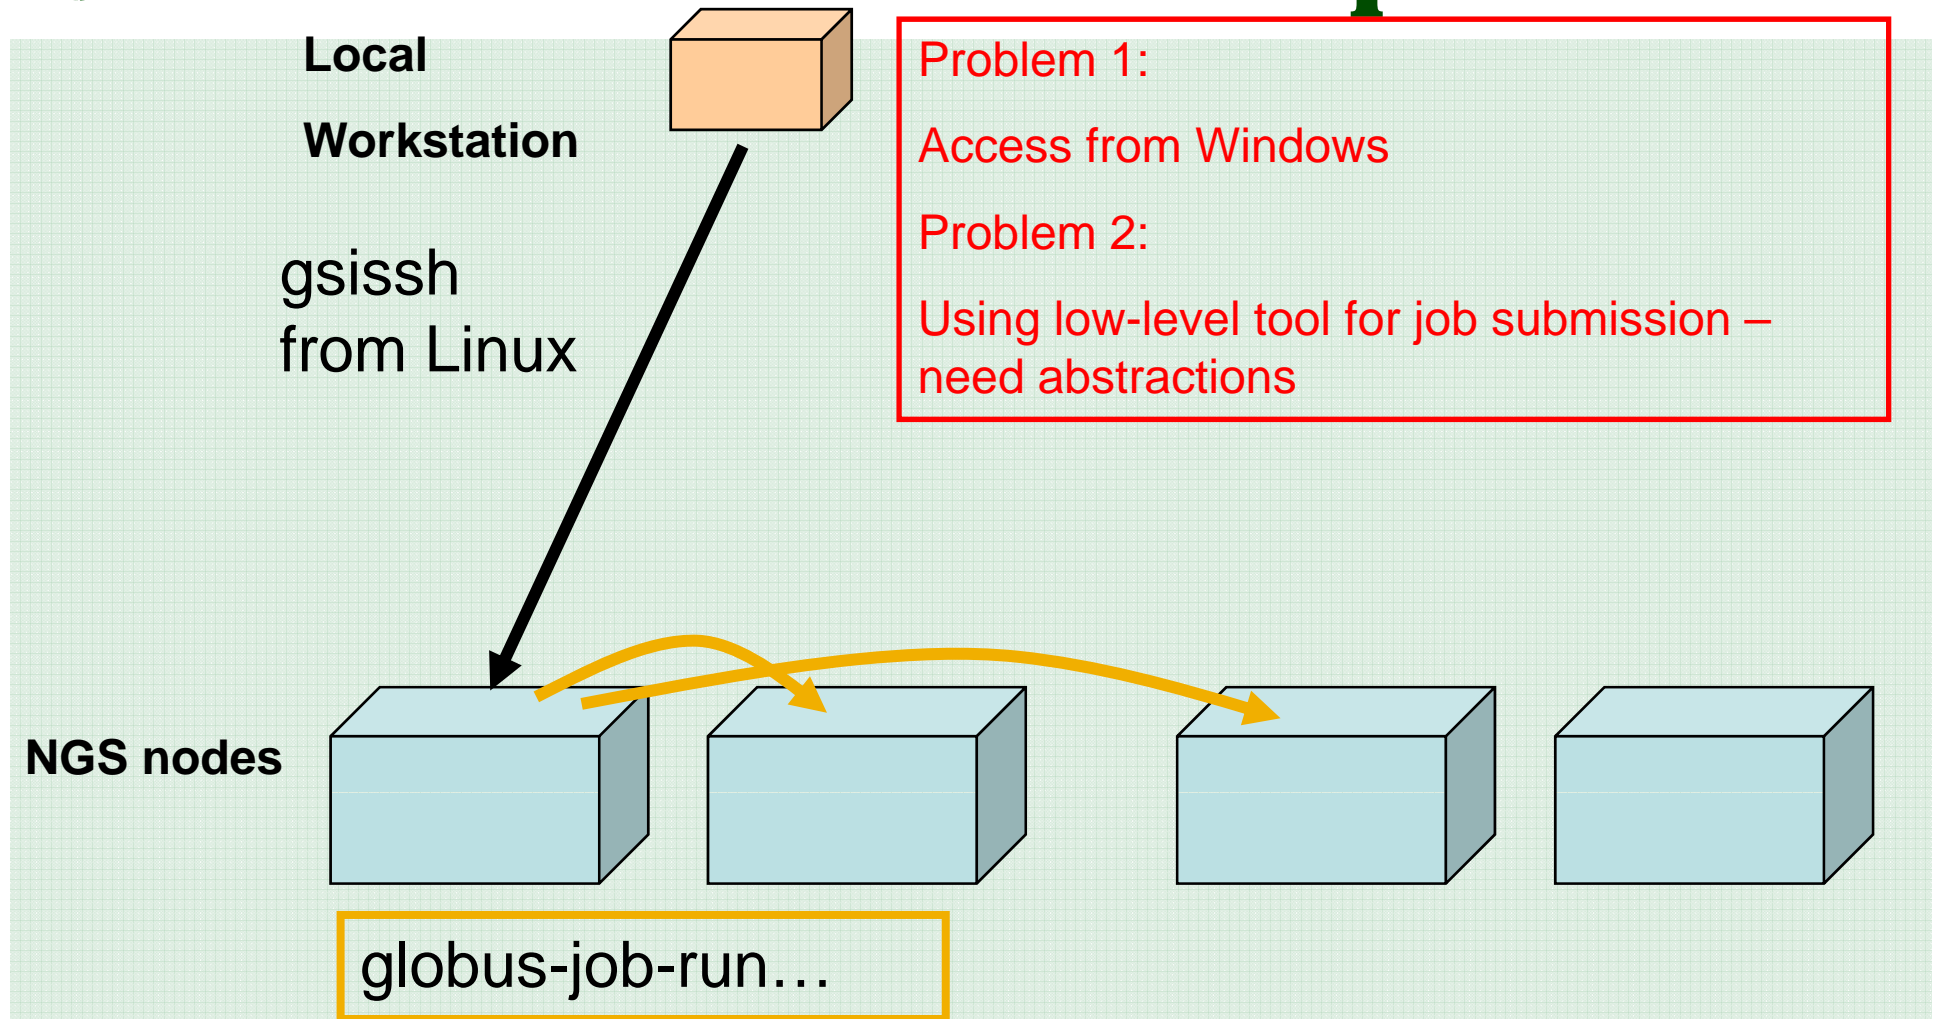 Local
Workstation
Problem 1:
Access from Windows
Problem 2:
Using low-level tool for job submission –
need abstractions
gsissh
from Linux
NGS nodes
globus-job-run…